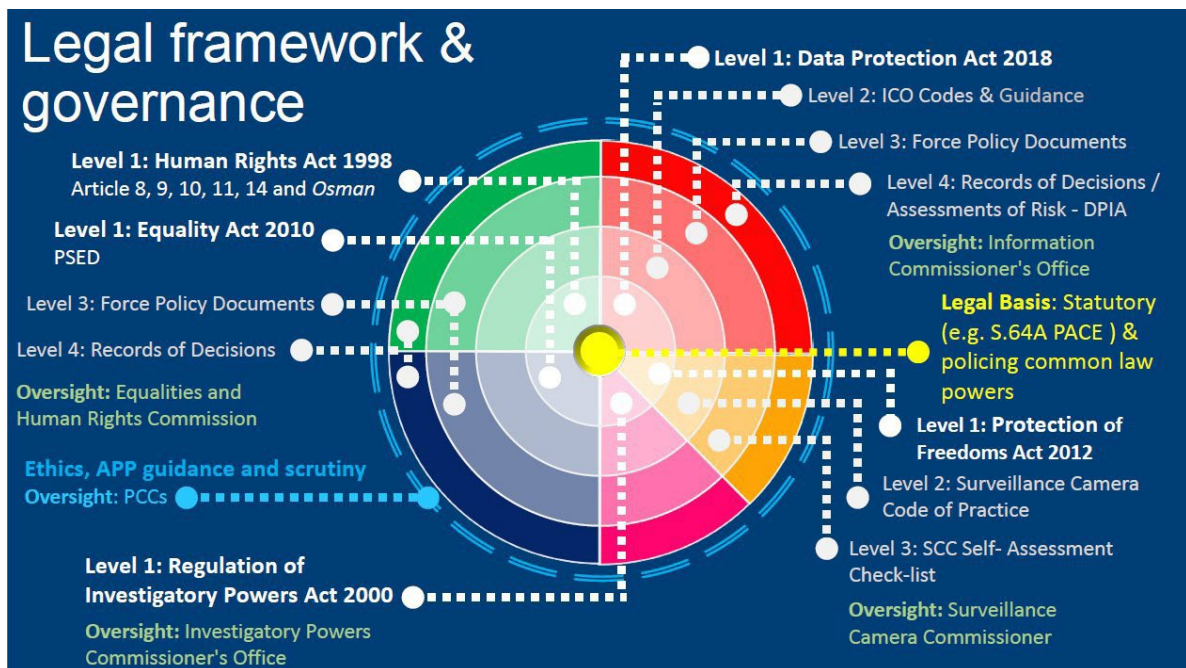 Legal framework &
governance
Level 1: Human Rights Act 1998
Article 8, 9, 10, 11, 14 and Osman
Level 1: Equality Act 2010
PSED
Level 3: Force Policy Documents
Level 4: Records of Decisions
Oversight: Equalities and
Human Rights Commission
Ethics, APP guidance and scrutiny
Oversight: PCCs
Level 1: Regulation of
Investigatory Powers Act 2000
Oversight: Investigatory Powers
Commissioner's Office
Level 1: Data Protection Act 2018
Level 2: ICO Codes & Guidance
Level 3: Force Policy Documents
Level 4: Records of Decisions /
Assessments of Risk - DPIA
Oversight: Information
Commissioner's Office
Legal Basis: Statutory
(e.g. S.64A PACE ) &
policing common law
powers
Level 1: Protection of
Freedoms Act 2012
Level 2: Surveillance Camera
Code of Practice
Level 3: SCC Self- Assessment
Check-list
Oversight: Surveillance
Camera Commissioner